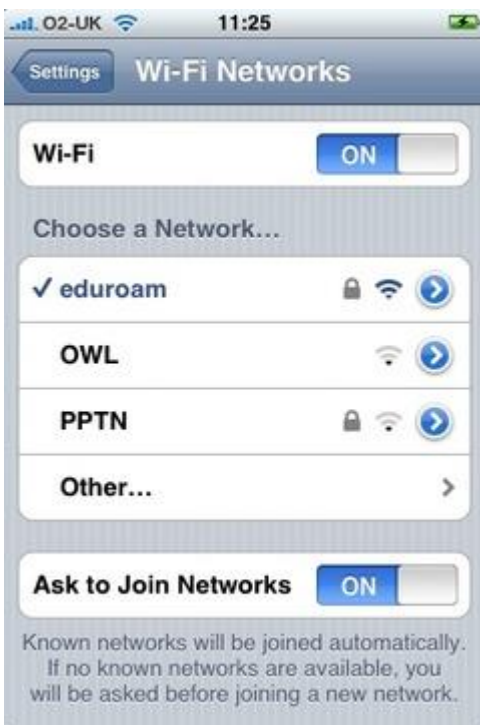 O2-UK 11:25
Settings Wi-Fi Networks
Wi-Fi ON
Choose a Network...
eduroam
OWL
PPTN
Other...
Ask to Join Networks ON
Known networks will be joined automatically.
If no known networks are available, you
will be asked before joining a new network.